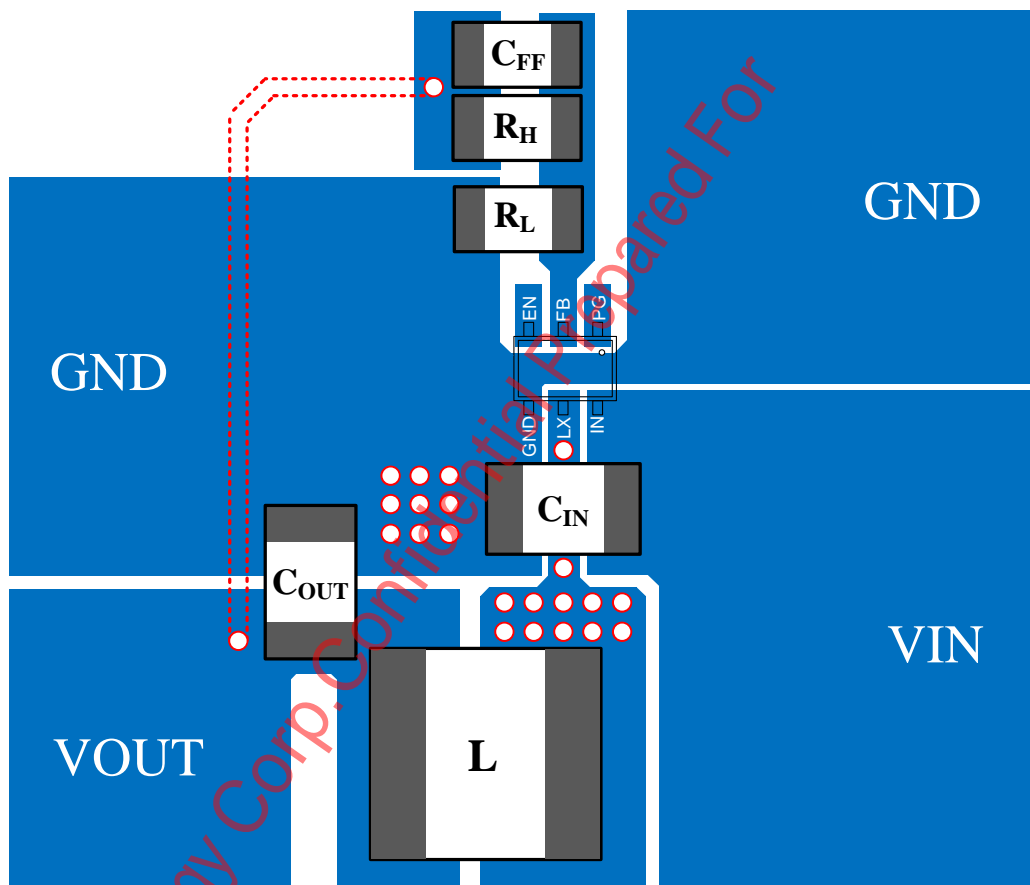 CFF
RH
RL
GND
GND
EN
FB
PG
GND
LX
IN
CIN
COUT
VIN
VOUT
L
Corp. Confidential Prepared For